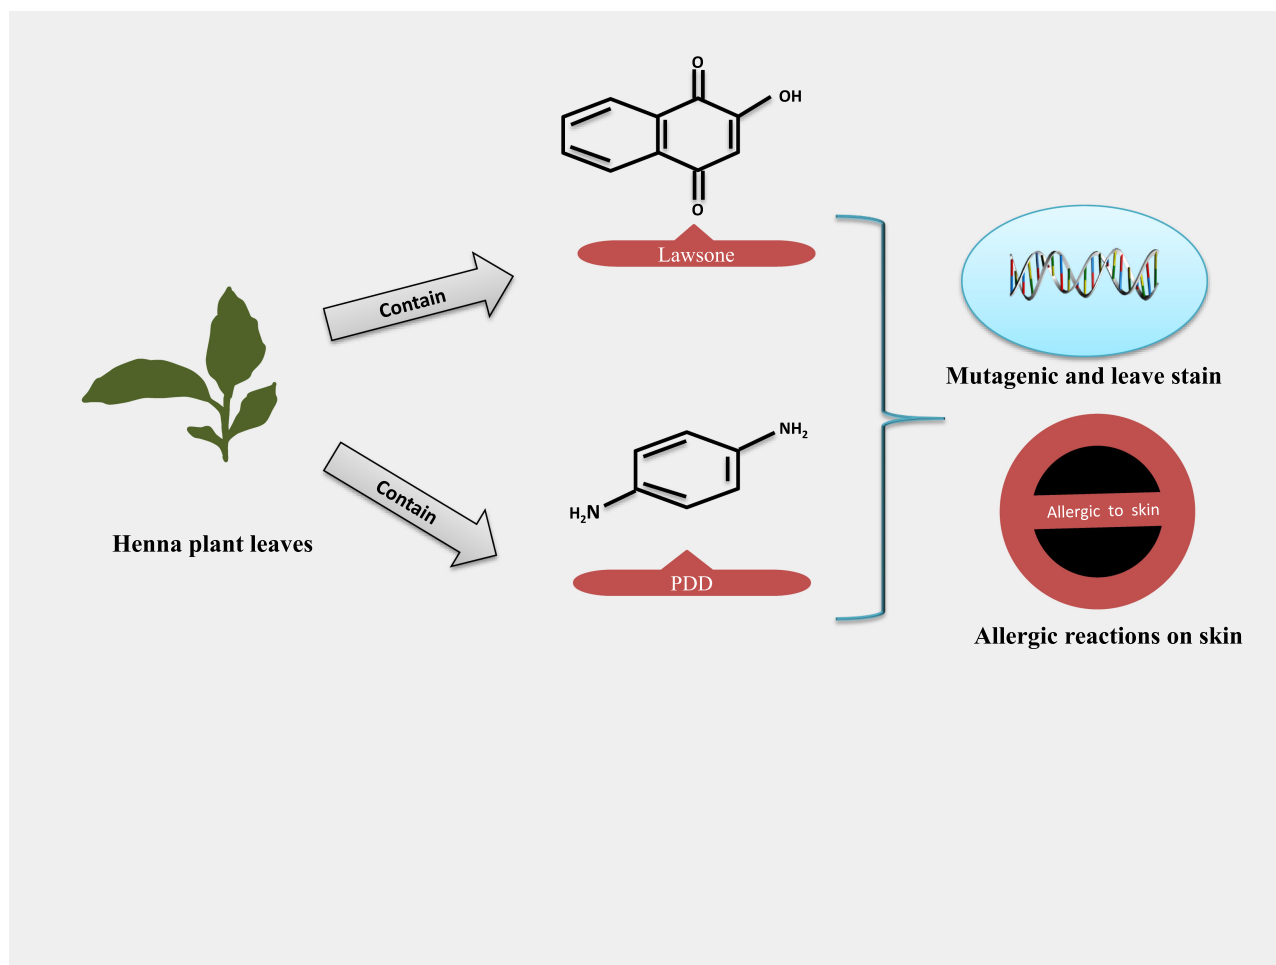 O
OH
O
Lawsone
Contain
Henna plant leaves
Contain
NH2
H2N
PDD
Mutagenic and leave stain
Allergic to skin
Allergic reactions on skin